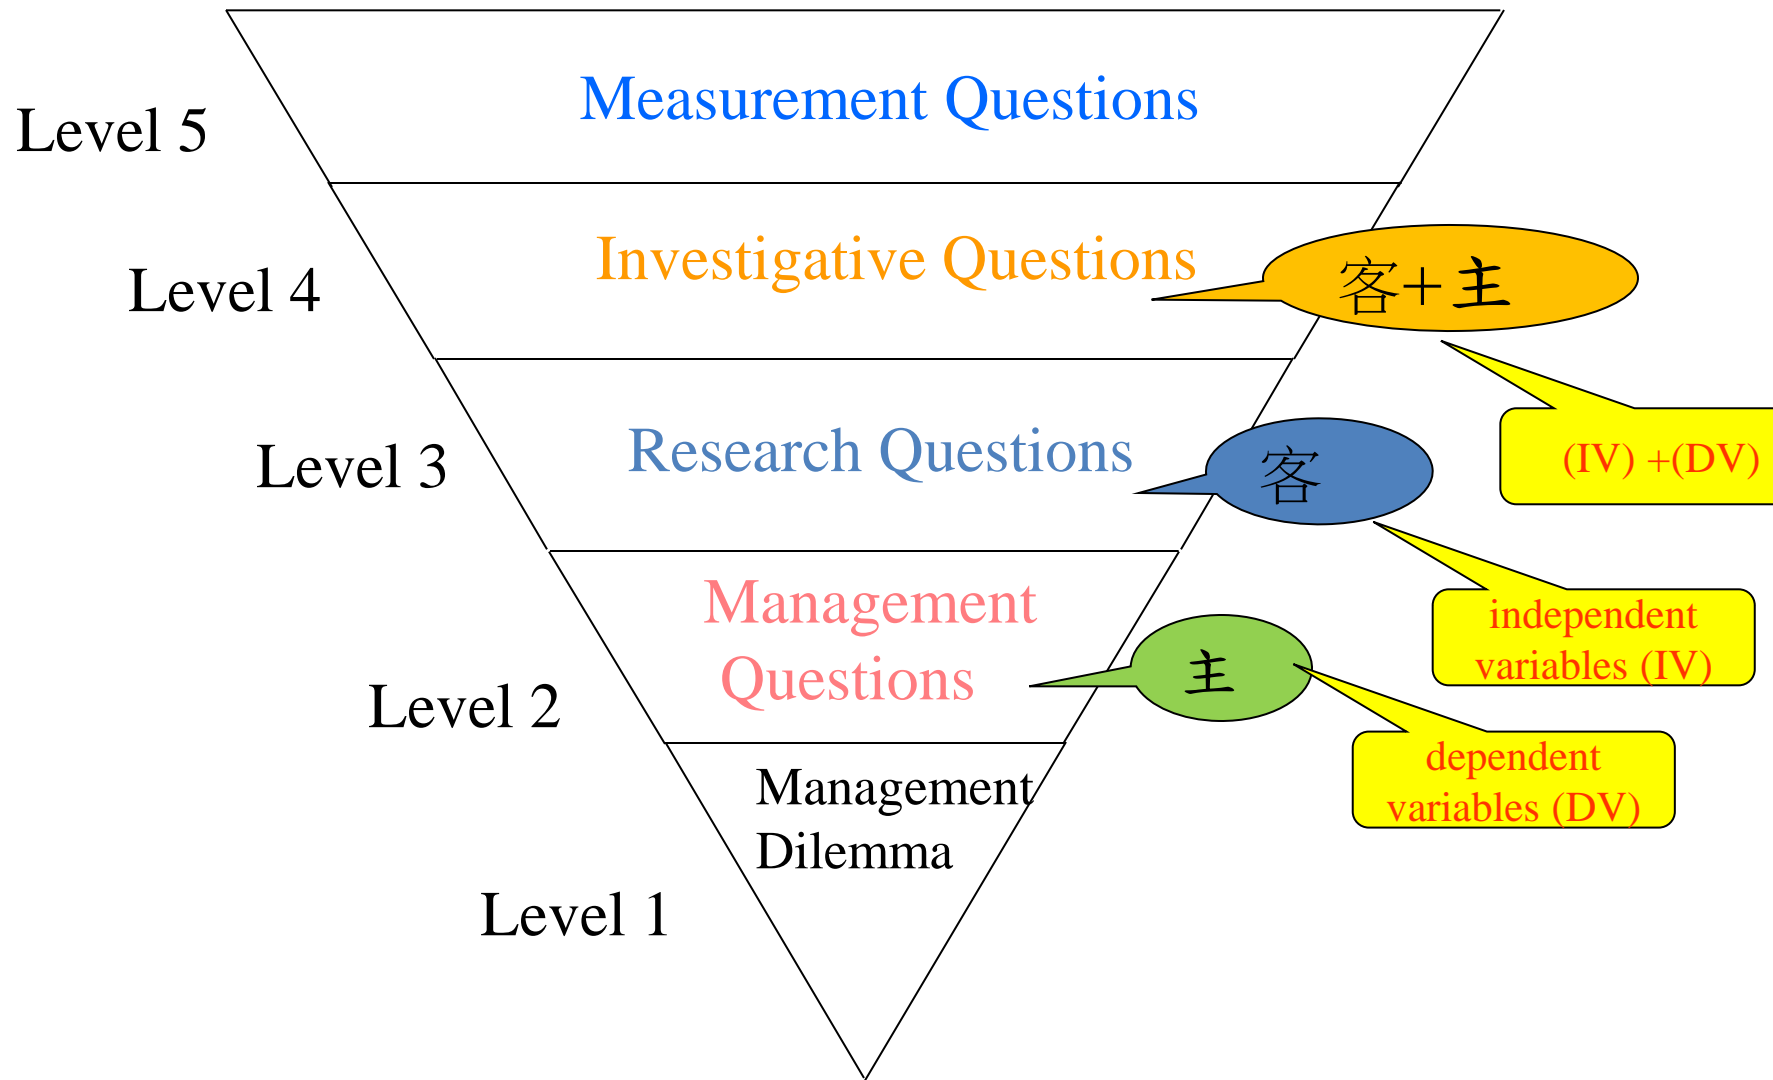 Measurement Questions
Level 5
Investigative Questions
Level 4
客+主
(IV) +(DV)
Research Questions
Level 3
客
independent
variables (IV)
Management
Questions
Level 2
主
dependent
variables (DV)
Management
Dilemma
Level 1